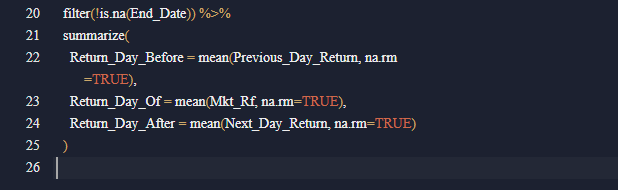 20 filter(!is.na(End_Date)) %>%
21 summarize(
22 Return_Day_Before = mean(Previous_Day_Return, na.rm
=TRUE),
23 Return_Day_Of = mean(Mkt_Rf, na.rm=TRUE),
24 Return_Day_After = mean(Next_Day_Return, na.rm=TRUE)
25 )
26